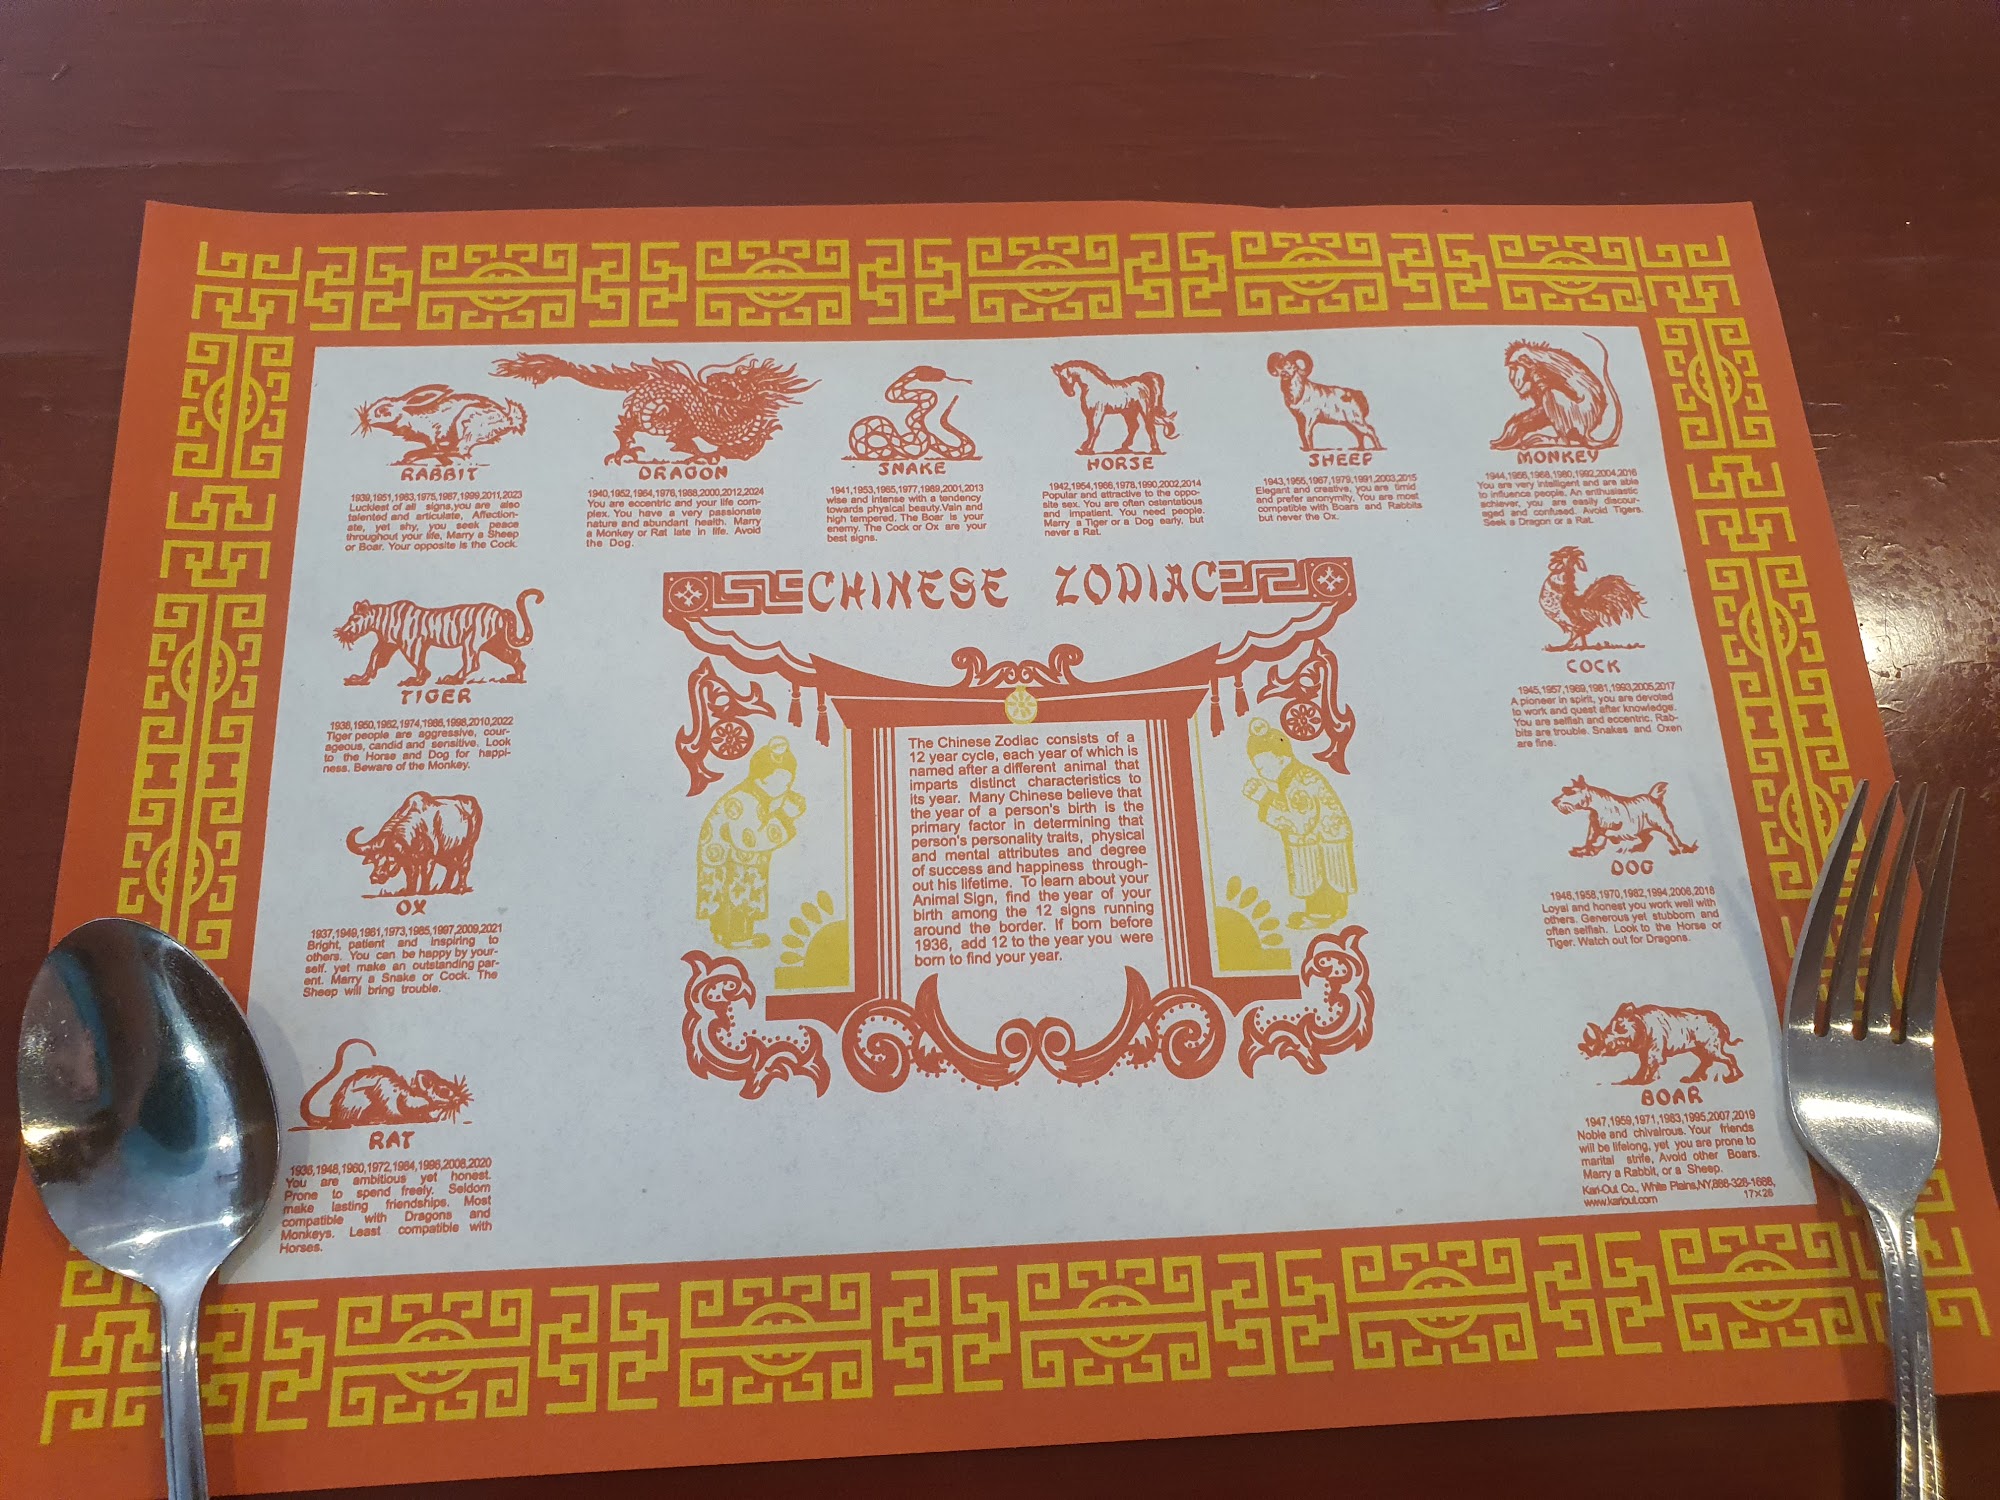 RABBIT
1939,1951,1963,1975,1987,1999,2011,2023
Luckiest of all signs,you are also
talented and articulate, Affection-
ate, yet shy, you seek peace
throughout your life, Marry a Sheep
or Boar. Your opposite is the Cock.
DRAGON
1940,1952,1964,1976,1988,2000,2012,2024
You are eccentric and your life com-
plex. You have a very passionate
nature and abundant health. Marry
a Monkey or Rat late in life. Avoid
the Dog.
SNAKE
1941,1953,1965,1977,1989,2001,2013
wise and intense with a tendency
towards physical beauty.Vain and
high tempered. The Boar is your
enemy. The Cock or Ox are your
best signs.
HORSE
1942,1954,1966,1978,1990,2002,2014
Popular and attractive to the oppo-
site sex. You are often ostentatious
and impatient. You need people.
Marry a Tiger or a Dog early, but
never a Rat.
SHEEP
1943,1955,1967,1979,1991,2003,2015
Elegant and creative, you are timid
and prefer anonymity. You are most
compatible with Boars and Rabbits
but never the Ox.
MONKEY
1944,1956,1968,1980,1992,2004,2016
You are very intelligent and are able
to influence people. An enthusiastic
achiever, you are easily discour-
aged and confused. Avoid Tigers.
Seek a Dragon or a Rat.
COCK
1945,1957,1969,1981,1993,2005,2017
A pioneer in spirit, you are devoted
to work and quest after knowledge.
You are selfish and eccentric. Rab-
bits are trouble. Snakes and Oxen
are fine.
DOG
1946,1958,1970,1982,1994,2006,2018
Loyal and honest you work well with
others. Generous yet stubborn and
often selfish. Look to the Horse or
Tiger. Watch out for Dragons.
BOAR
1947,1959,1971,1983,1995,2007,2019
Noble and chivalrous. Your friends
will be lifelong, yet you are prone to
marital strife, Avoid other Boars.
Marry a Rabbit, or a Sheep.
Kari-Out Co., White Plains,NY,888-328-1688,
www.kariout.com 17×26
TIGER
1938,1950,1962,1974,1986,1998,2010,2022
Tiger people are aggressive, cour-
ageous, candid and sensitive. Look
to the Horse and Dog for happi-
ness. Beware of the Monkey.
OX
1937,1949,1961,1973,1985,1997,2009,2021
Bright, patient and inspiring to
others. You can be happy by your-
self. yet make an outstanding par-
ent. Marry a Snake or Cock. The
Sheep will bring trouble.
RAT
1936,1948,1960,1972,1984,1996,2008,2020
You are ambitious yet honest.
Prone to spend freely. Seldom
make lasting friendships. Most
compatible with Dragons and
Monkeys. Least compatible with
Horses.
CHINESE ZODIAC
The Chinese Zodiac consists of a
12 year cycle, each year of which is
named after a different animal that
imparts distinct characteristics to
its year. Many Chinese believe that
the year of a person's birth is the
primary factor in determining that
person's personality traits, physical
and mental attributes and degree
of success and happiness through-
out his lifetime. To learn about your
Animal Sign, find the year of your
birth among the 12 signs running
around the border. If born before
1936, add 12 to the year you were
born to find your year.